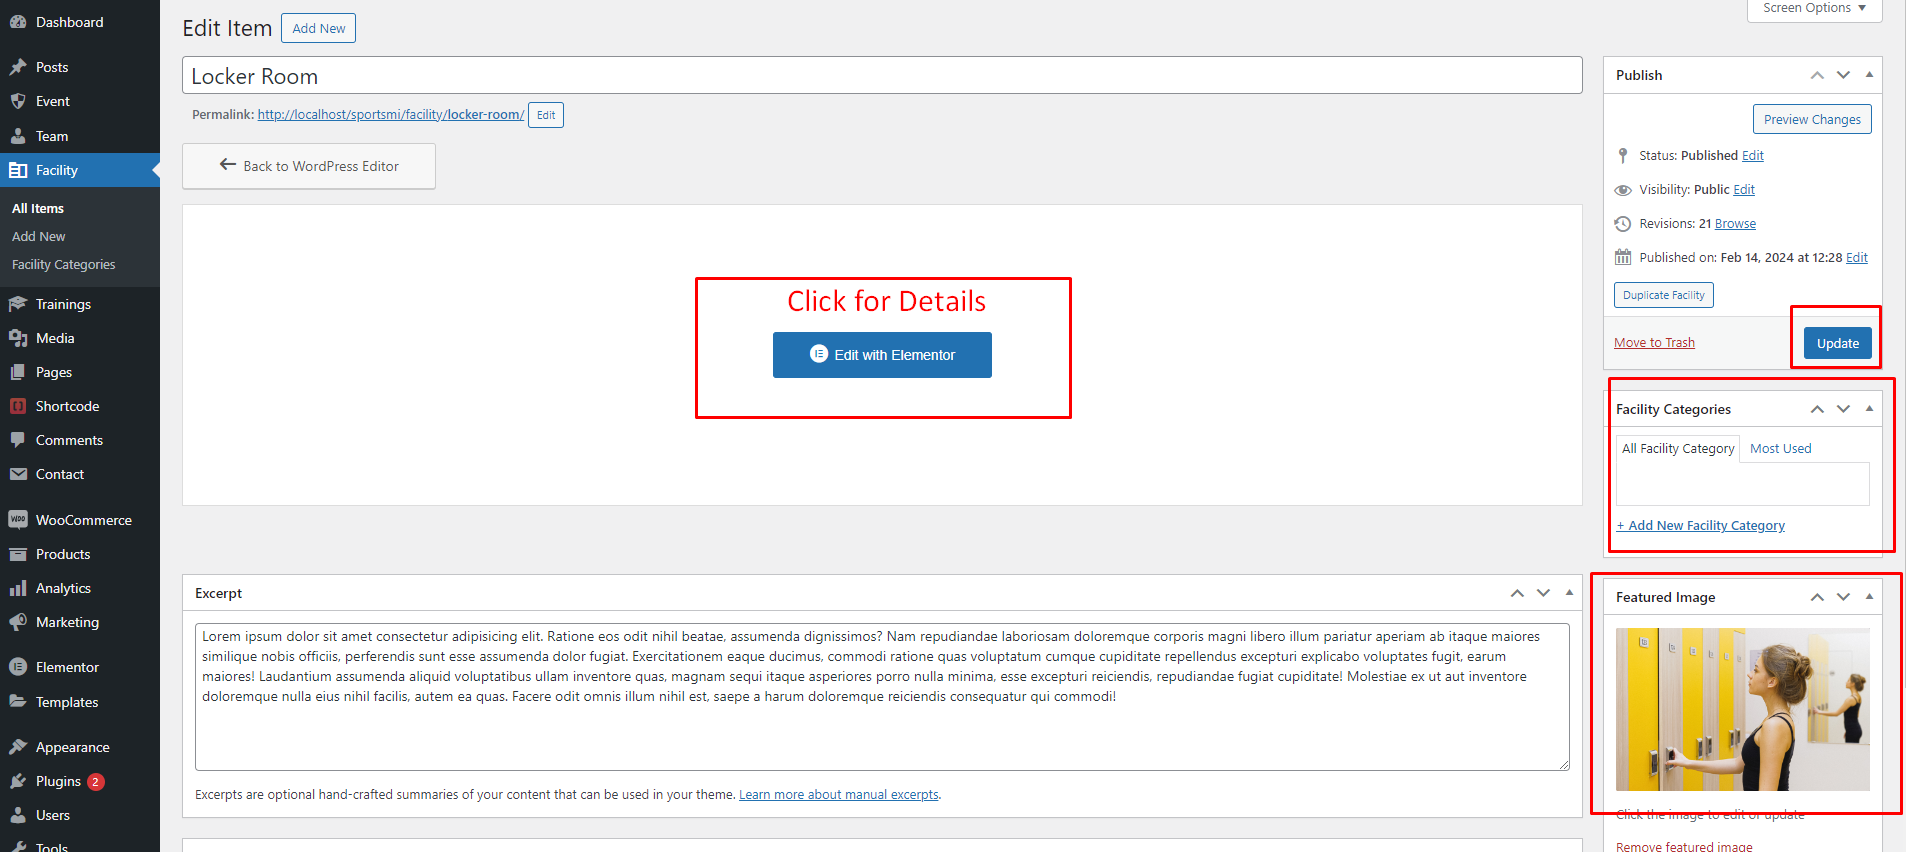 Dashboard
Posts
Event
Team
Facility
All Items
Add New
Facility Categories
Trainings
Media
Pages
Shortcode
Comments
Contact
WooCommerce
Products
Analytics
Marketing
Elementor
Templates
Appearance
Plugins 2
Users
Tools
Screen Options
Edit Item Add New
Locker Room
Permalink: http://localhost/sportsmi/facility/locker-room/ Edit
Back to WordPress Editor
Click for Details
Edit with Elementor
Excerpt
Lorem ipsum dolor sit amet consectetur adipisicing elit. Ratione eos odit nihil beatae, assumenda dignissimos? Nam repudiandae laboriosam doloremque corporis magni libero illum pariatur aperiam ab itaque maiores
similique nobis officiis, perferendis sunt esse assumenda dolor fugiat. Exercitationem eaque ducimus, commodi ratione quas voluptatum cumque cupiditate repellendus excepturi explicabo voluptates fugit, earum
maiores! Laudantium assumenda aliquid voluptatibus ullam inventore quas, magnam sequi itaque asperiores porro nulla minima, esse excepturi reiciendis, repudiandae fugiat cupiditate! Molestiae ex ut aut inventore
doloremque nulla eius nihil facilis, autem ea quas. Facere odit omnis illum nihil est, saepe a harum doloremque reiciendis consequatur qui commodi!
Excerpts are optional hand-crafted summaries of your content that can be used in your theme. Learn more about manual excerpts.
Publish
Preview Changes
Status: Published Edit
Visibility: Public Edit
Revisions: 21 Browse
Published on: Feb 14, 2024 at 12:28 Edit
Duplicate Facility
Move to Trash Update
Facility Categories
All Facility Category Most Used
+ Add New Facility Category
Featured Image
Click the image to edit or update
Remove featured image